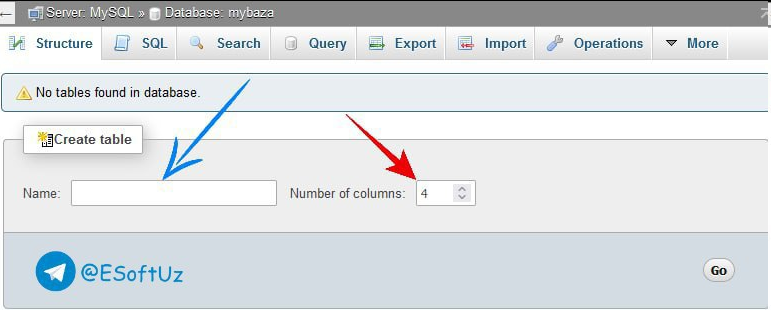 Server: MySQL » Database: mybaza
Structure SQL Search Query Export Import Operations More
No tables found in database.
Create table
Name: Number of columns: 4
@ESoftUz Go